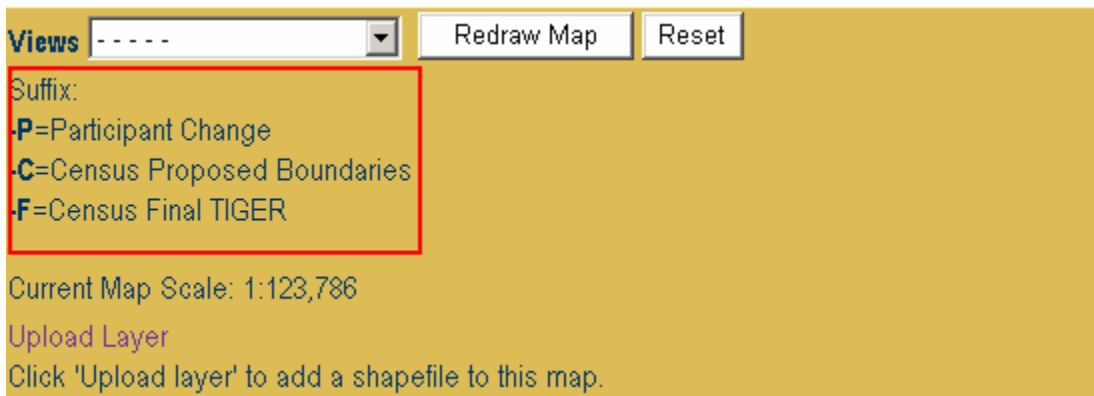 Views - - - - - Redraw Map Reset
Suffix:
-P=Participant Change
-C=Census Proposed Boundaries
-F=Census Final TIGER
Current Map Scale: 1:123,786
Upload Layer
Click 'Upload layer' to add a shapefile to this map.